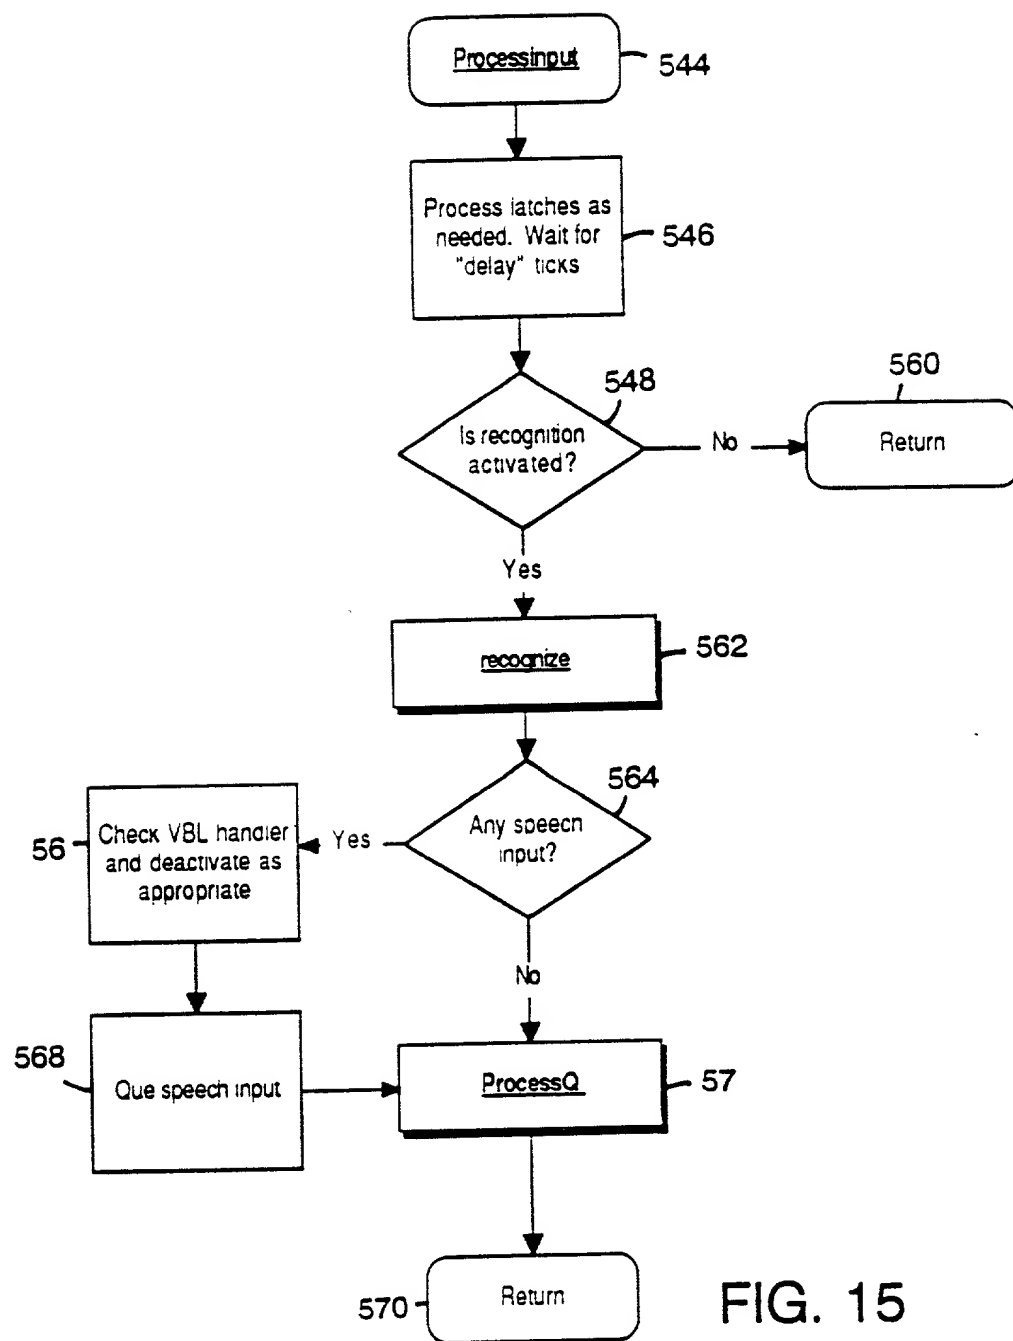 Processinput
544
Process latches as
needed. Wait for
"delay" ticks
546
548
Is recognition
activated?
No
560
Return
Yes
recognize
562
564
Any speech
input?
Yes
56
Check VBL handler
and deactivate as
appropriate
No
568
Que speech input
ProcessQ
57
570
Return
FIG. 15